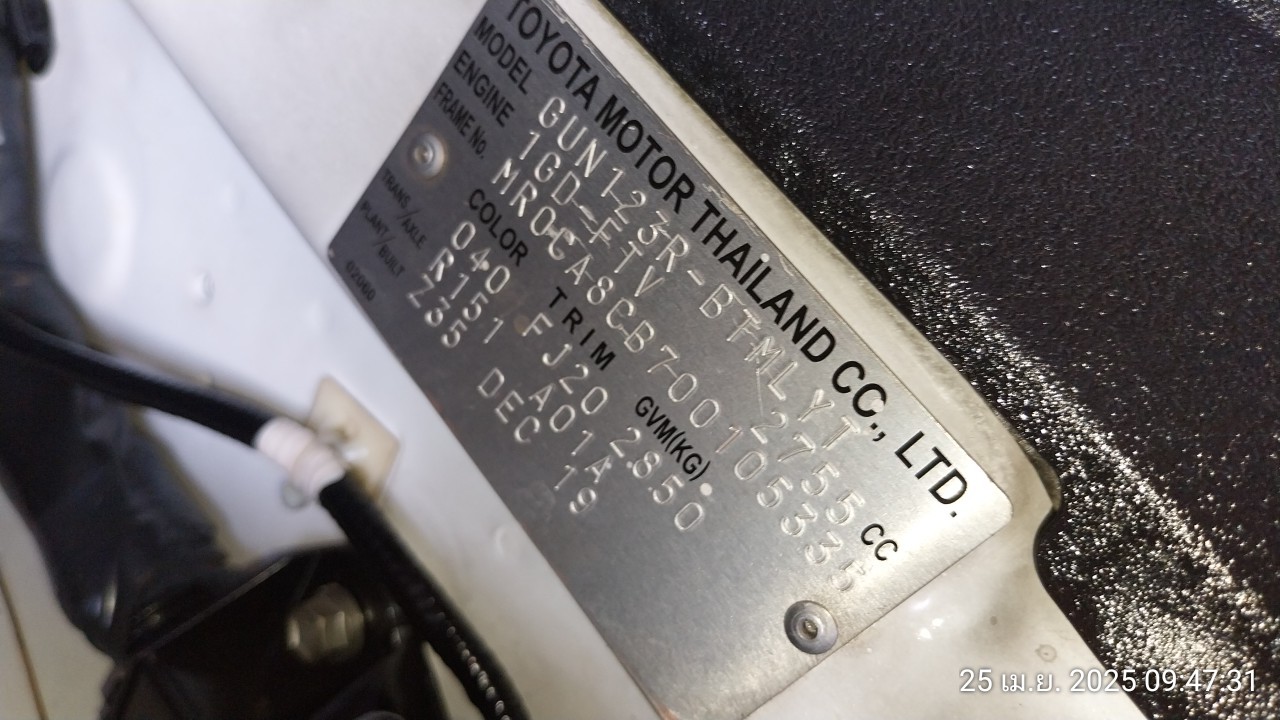 TOYOTA MOTOR THAILAND CO., LTD.
MODEL GUN123R-BTMLYT
ENGINE 1GD-FTV 2755 CC
FRAME No. MR0CA8CB700105335
COLOR TRIM GVM(KG).
040 FJ20 2850
TRANS/AXLE R151 A01A
PLANT/BUILT Z35 DEC 19
02060
25 เม.ย. 2025 09.47.31